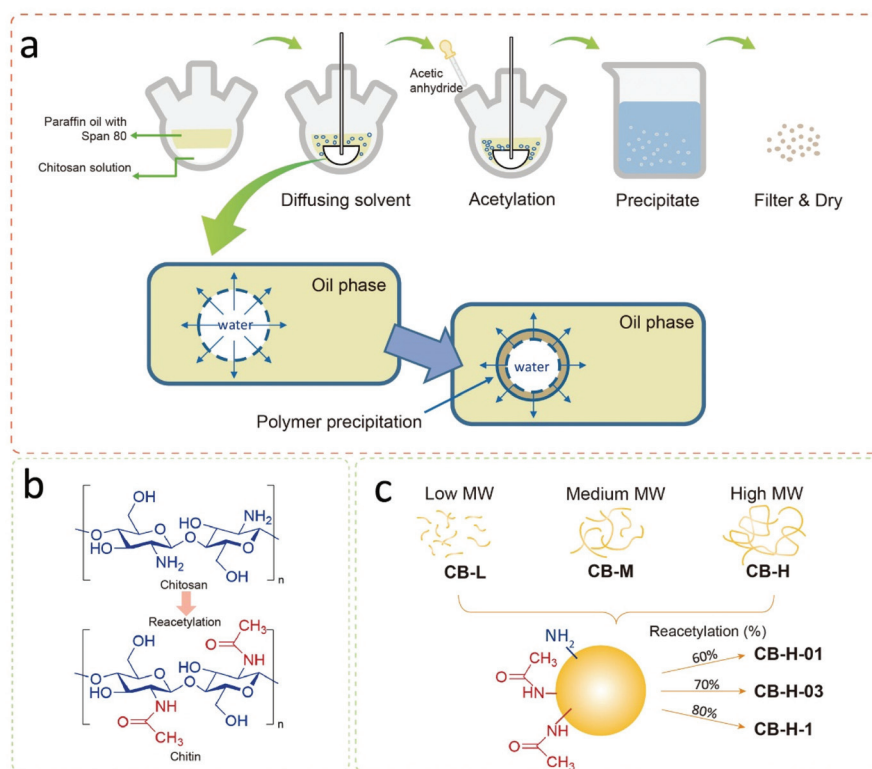 a
Paraffin oil with
Span 80
Chitosan solution
Acetic
anhydride
Diffusing solvent
Acetylation
Precipitate
Filter & Dry
Oil phase
water
Oil phase
water
Polymer precipitation
b
OH
HO
O
NH2
O
HO
NH2
O
O
OH
n
Chitosan
Reacetylation
CH3
O
NH
OH
HO
O
O
HO
NH
O
O
O
OH
n
CH3
Chitin
c
Low MW
Medium MW
High MW
CB-L
CB-M
CB-H
NH2
Reacetylation (%)
CH3
O
HN
HN
O
CH3
60%
CB-H-01
70%
CB-H-03
80%
CB-H-1